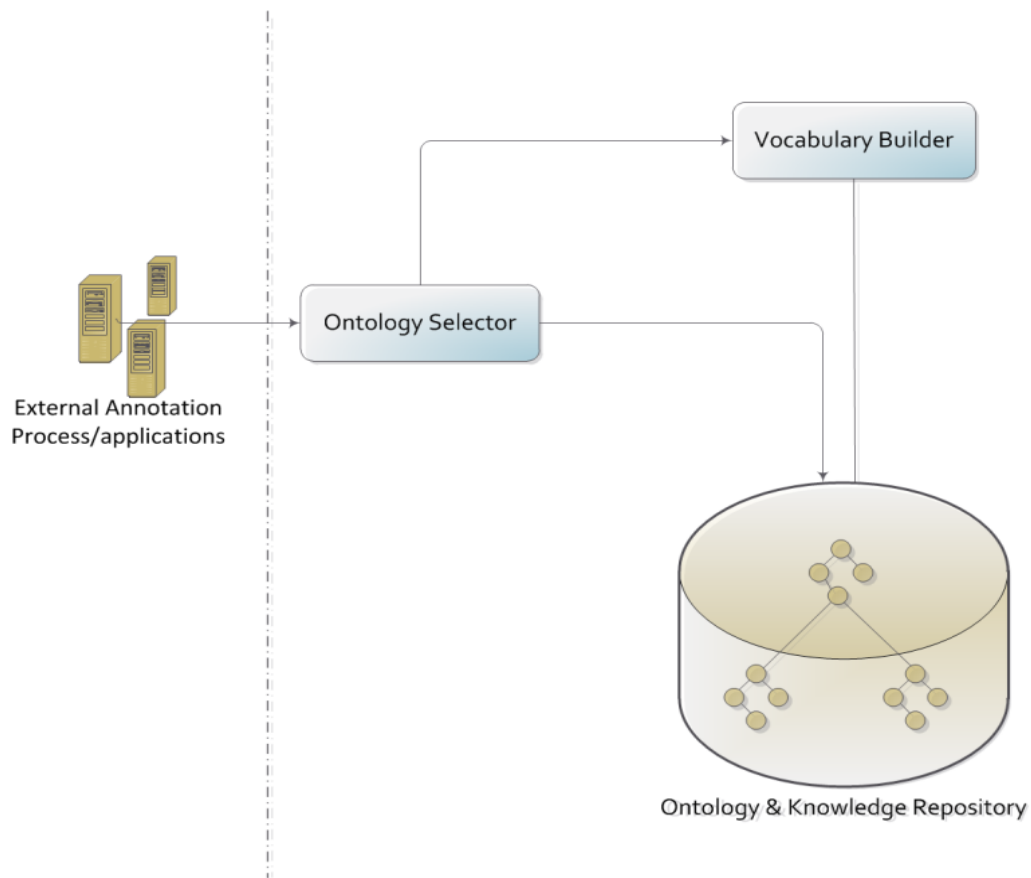 Vocabulary Builder
Ontology Selector
External Annotation
Process/applications
Ontology & Knowledge Repository